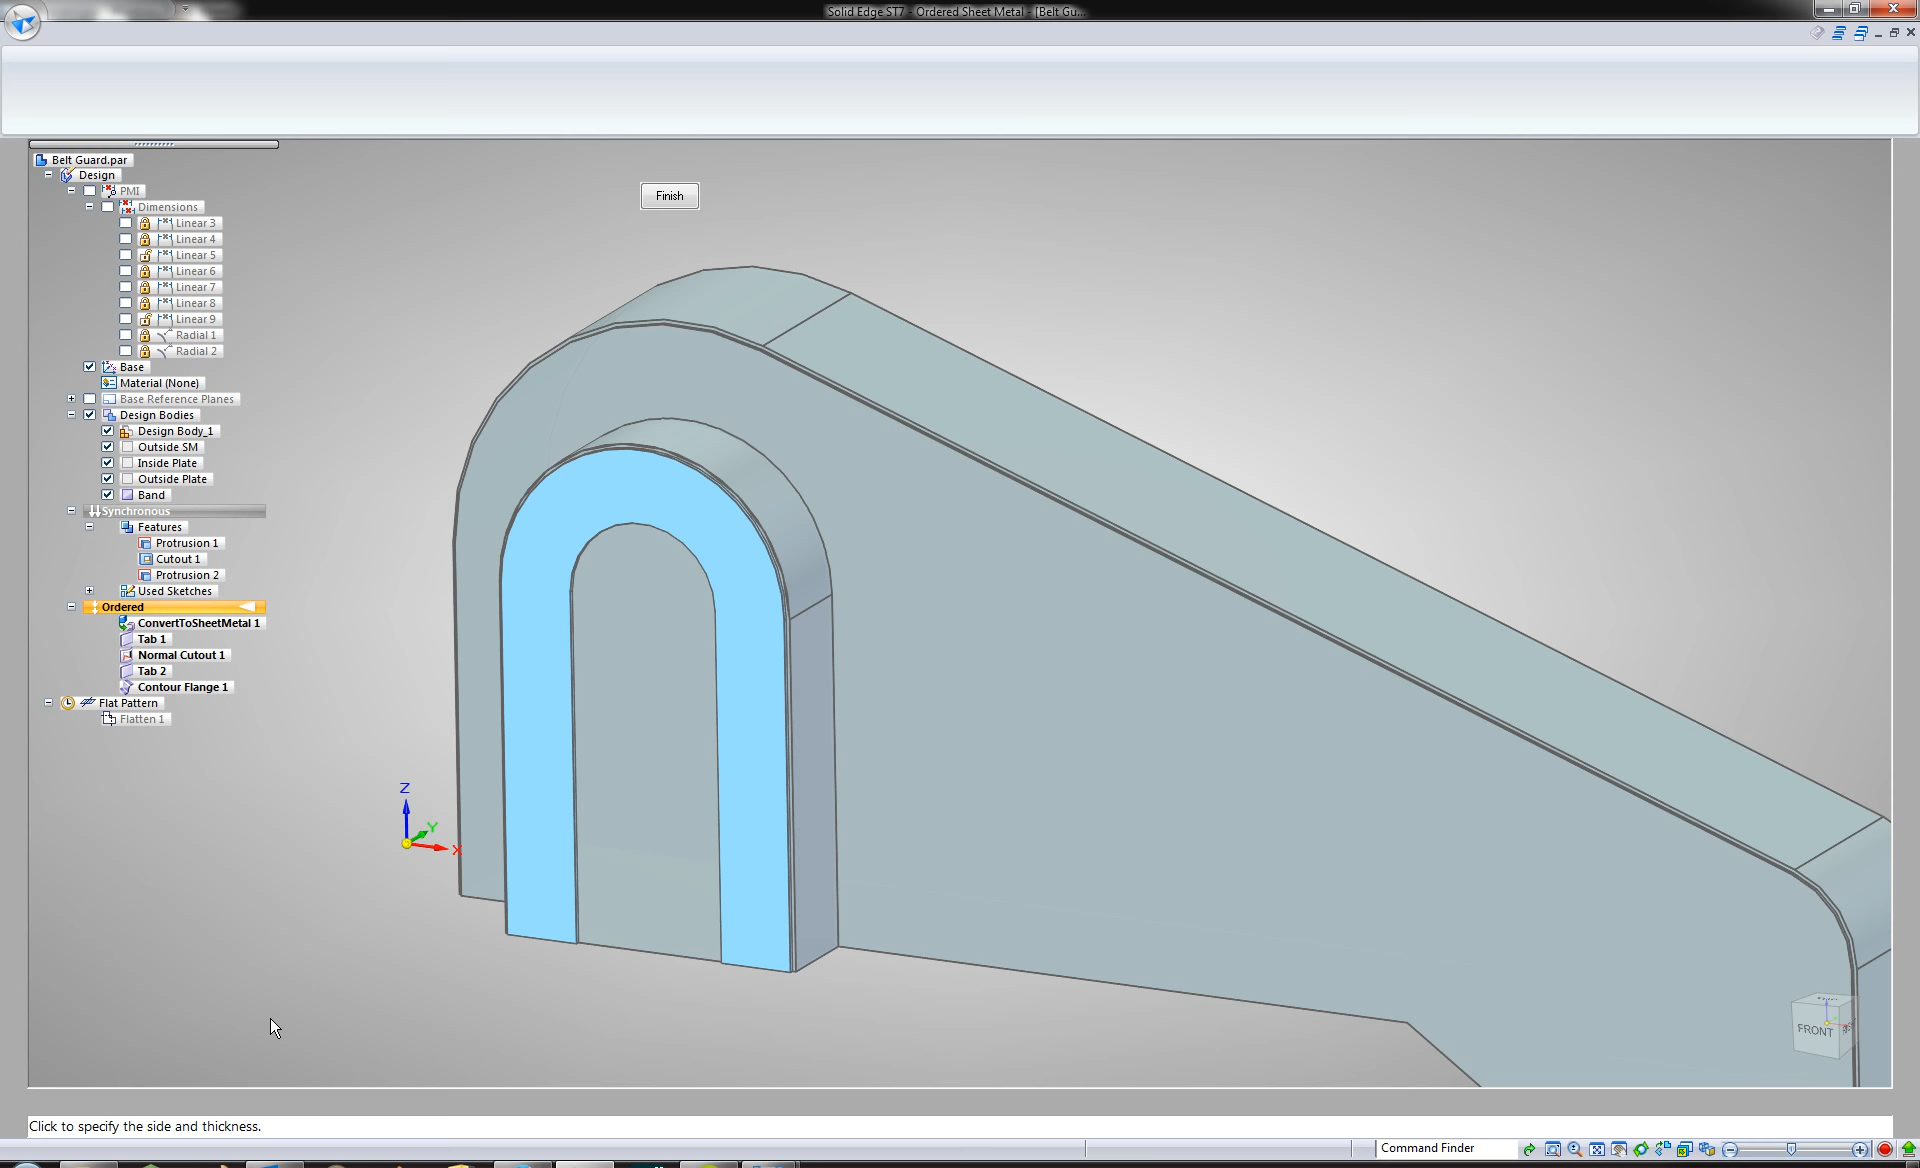 Solid Edge ST7 - Ordered Sheet Metal - [Belt Gu...
Belt Guard.par
Finish
Design
PMI
Dimensions
Linear 3
Linear 4
Linear 5
Linear 6
Linear 7
Linear 8
Linear 9
Radial 1
Radial 2
Base
Material (None)
Base Reference Planes
Design Bodies
Design Body_1
Outside SM
Inside Plate
Outside Plate
Band
Synchronous
Features
Protrusion 1
Cutout 1
Protrusion 2
Used Sketches
Ordered
ConvertToSheetMetal 1
Tab 1
Normal Cutout 1
Tab 2
Contour Flange 1
Flat Pattern
Flatten 1
Z
Y
X
FRONT
Click to specify the side and thickness.
Command Finder